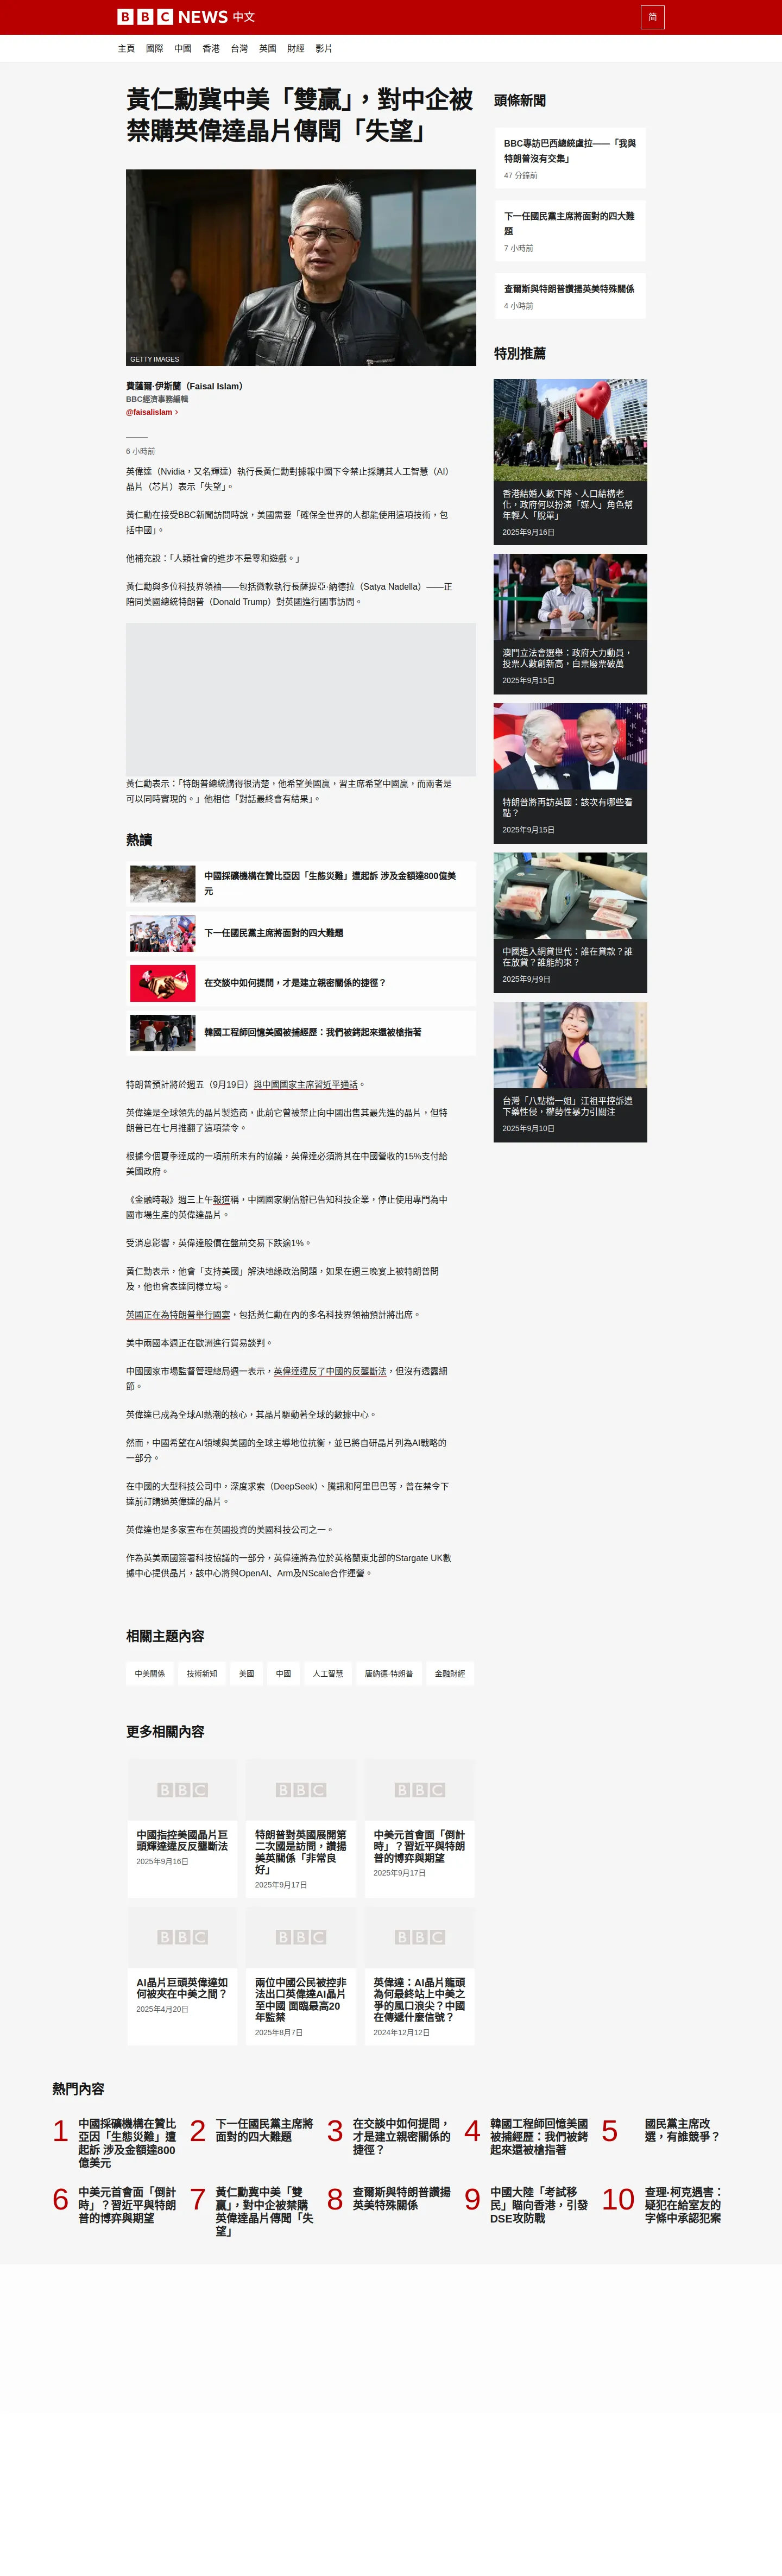 BBC NEWS 中文
简
主頁 國際 中國 香港 台灣 英國 財經 影片
黃仁勳冀中美「雙贏」，對中企被
禁購英偉達晶片傳聞「失望」
GETTY IMAGES
費薩爾·伊斯蘭（Faisal Islam）
BBC經濟事務編輯
@faisalislam ›
6 小時前
英偉達（Nvidia，又名輝達）執行長黃仁勳對據報中國下令禁止採購其人工智慧（AI）
晶片（芯片）表示「失望」。
黃仁勳在接受BBC新聞訪問時說，美國需要「確保全世界的人都能使用這項技術，包
括中國」。
他補充說：「人類社會的進步不是零和遊戲。」
黃仁勳與多位科技界領袖——包括微軟執行長薩提亞·納德拉（Satya Nadella）——正
陪同美國總統特朗普（Donald Trump）對英國進行國事訪問。
黃仁勳表示：「特朗普總統講得很清楚，他希望美國贏，習主席希望中國贏，而兩者是
可以同時實現的。」他相信「對話最終會有結果」。
熱讀
中國採礦機構在贊比亞因「生態災難」遭起訴 涉及金額達800億美
元
下一任國民黨主席將面對的四大難題
在交談中如何提問，才是建立親密關係的捷徑？
韓國工程師回憶美國被捕經歷：我們被銬起來還被槍指著
特朗普預計將於週五（9月19日）與中國國家主席習近平通話。
英偉達是全球領先的晶片製造商，此前它曾被禁止向中國出售其最先進的晶片，但特
朗普已在七月推翻了這項禁令。
根據今個夏季達成的一項前所未有的協議，英偉達必須將其在中國營收的15%支付給
美國政府。
《金融時報》週三上午報道稱，中國國家網信辦已告知科技企業，停止使用專門為中
國市場生產的英偉達晶片。
受消息影響，英偉達股價在盤前交易下跌逾1%。
黃仁勳表示，他會「支持美國」解決地緣政治問題，如果在週三晚宴上被特朗普問
及，他也會表達同樣立場。
英國正在為特朗普舉行國宴，包括黃仁勳在內的多名科技界領袖預計將出席。
美中兩國本週正在歐洲進行貿易談判。
中國國家市場監督管理總局週一表示，英偉達違反了中國的反壟斷法，但沒有透露細
節。
英偉達已成為全球AI熱潮的核心，其晶片驅動著全球的數據中心。
然而，中國希望在AI領域與美國的全球主導地位抗衡，並已將自研晶片列為AI戰略的
一部分。
在中國的大型科技公司中，深度求索（DeepSeek）、騰訊和阿里巴巴等，曾在禁令下
達前訂購過英偉達的晶片。
英偉達也是多家宣布在英國投資的美國科技公司之一。
作為英美兩國簽署科技協議的一部分，英偉達將為位於英格蘭東北部的Stargate UK數
據中心提供晶片，該中心將與OpenAI、Arm及NScale合作運營。
相關主題內容
中美關係 技術新知 美國 中國 人工智慧 唐納德·特朗普 金融財經
更多相關內容
BBC
中國指控美國晶片巨
頭輝達違反反壟斷法
2025年9月16日
BBC
特朗普對英國展開第
二次國是訪問，讚揚
美英關係「非常良
好」
2025年9月17日
BBC
中美元首會面「倒計
時」？習近平與特朗
普的博弈與期望
2025年9月17日
BBC
AI晶片巨頭英偉達如
何被夾在中美之間？
2025年4月20日
BBC
兩位中國公民被控非
法出口英偉達AI晶片
至中國 面臨最高20
年監禁
2025年8月7日
BBC
英偉達：AI晶片龍頭
為何最終站上中美之
爭的風口浪尖？中國
在傳遞什麼信號？
2024年12月12日
頭條新聞
BBC專訪巴西總統盧拉——「我與
特朗普沒有交集」
47 分鐘前
下一任國民黨主席將面對的四大難
題
7 小時前
查爾斯與特朗普讚揚英美特殊關係
4 小時前
特別推薦
香港結婚人數下降、人口結構老
化，政府何以扮演「媒人」角色幫
年輕人「脫單」
2025年9月16日
澳門立法會選舉：政府大力動員，
投票人數創新高，白票廢票破萬
2025年9月15日
特朗普將再訪英國：該次有哪些看
點？
2025年9月15日
中國進入網貸世代：誰在貸款？誰
在放貸？誰能約束？
2025年9月9日
台灣「八點檔一姐」江祖平控訴遭
下藥性侵，權勢性暴力引關注
2025年9月10日
熱門內容
1
中國採礦機構在贊比
亞因「生態災難」遭
起訴 涉及金額達800
億美元
2
下一任國民黨主席將
面對的四大難題
3
在交談中如何提問，
才是建立親密關係的
捷徑？
4
韓國工程師回憶美國
被捕經歷：我們被銬
起來還被槍指著
5
國民黨主席改
選，有誰競爭？
6
中美元首會面「倒計
時」？習近平與特朗
普的博弈與期望
7
黃仁勳冀中美「雙
贏」，對中企被禁購
英偉達晶片傳聞「失
望」
8
查爾斯與特朗普讚揚
英美特殊關係
9
中國大陸「考試移
民」瞄向香港，引發
DSE攻防戰
10
查理·柯克遇害：
疑犯在給室友的
字條中承認犯案